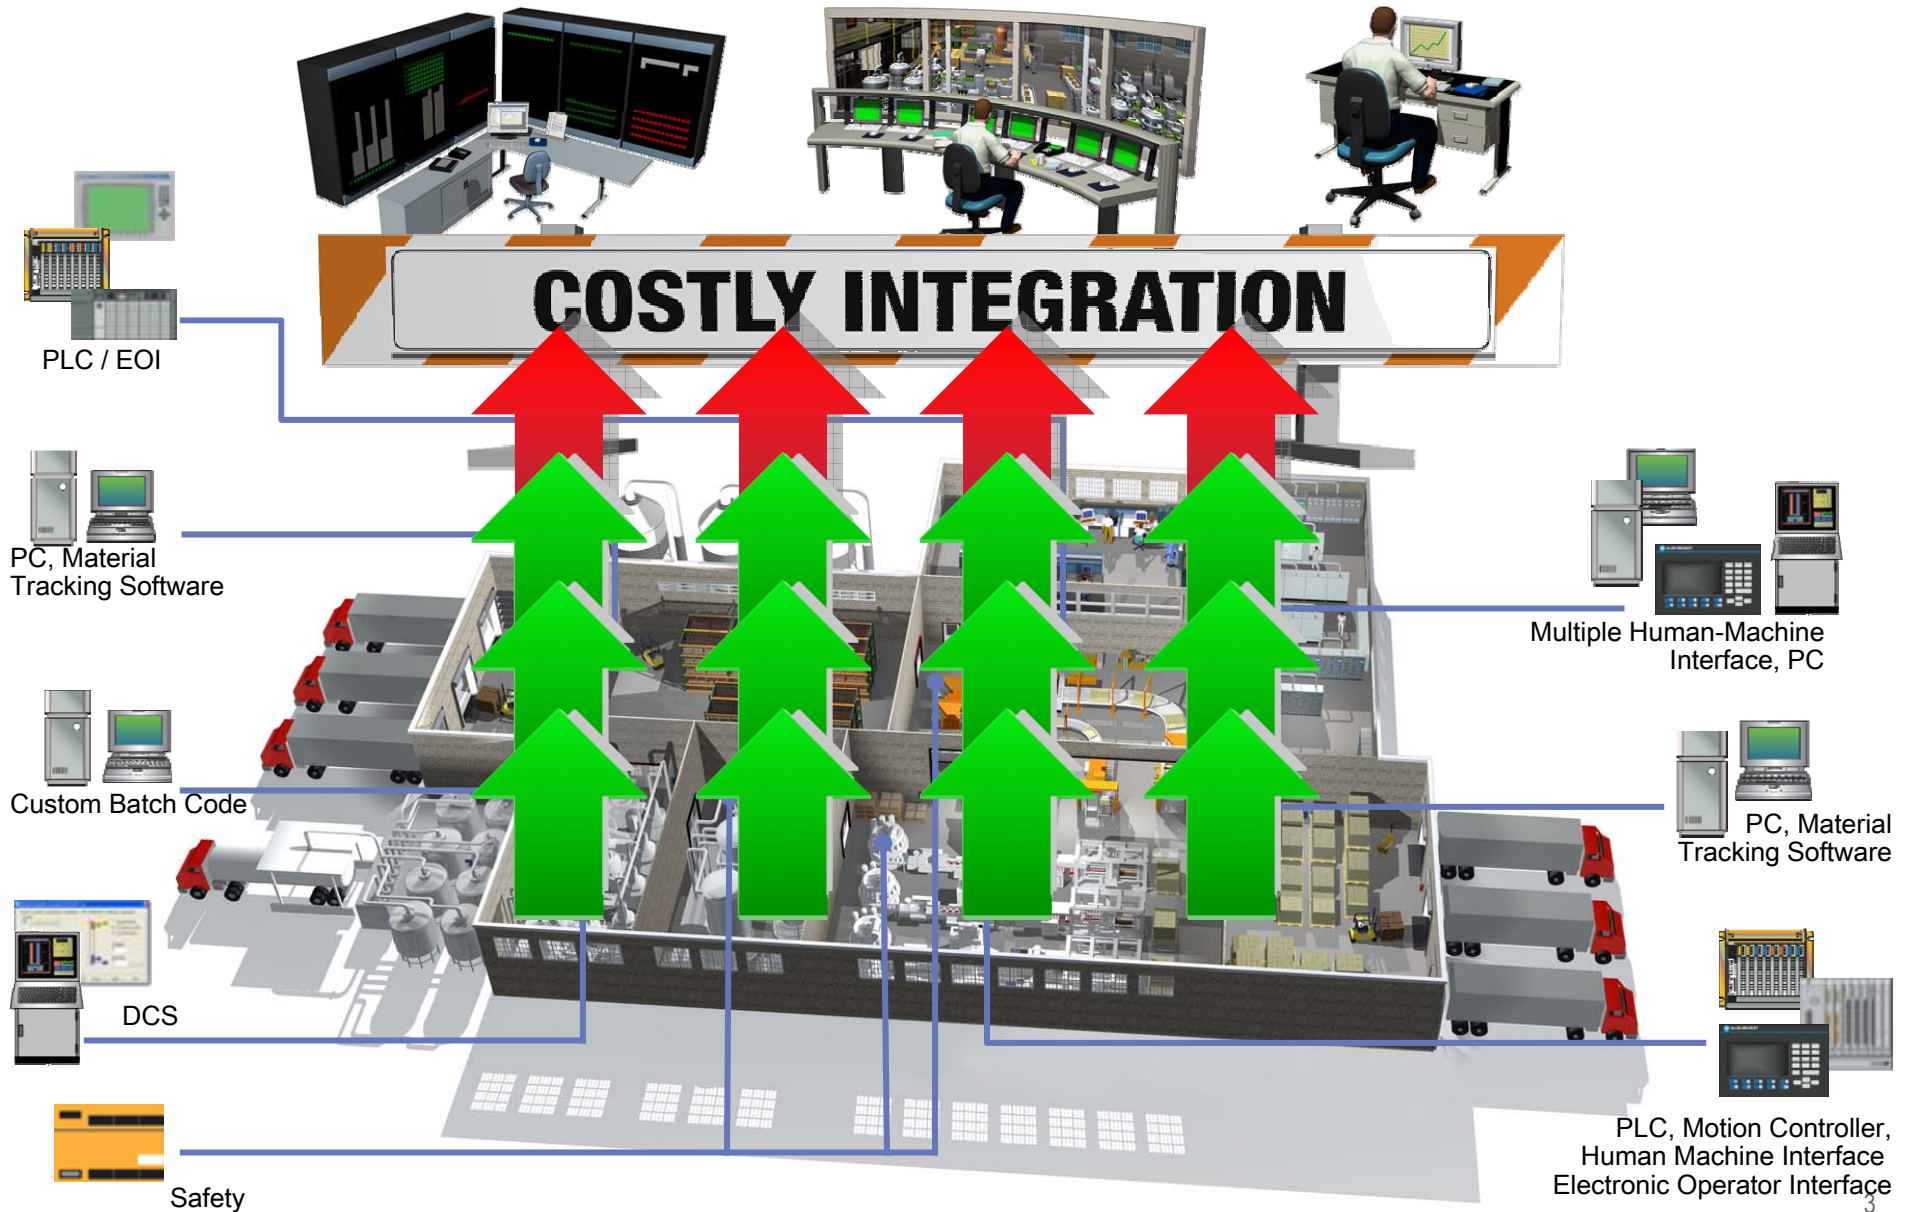 COSTLY INTEGRATION
PLC / EOI
PC, Material
Tracking Software
Custom Batch Code
DCS
Safety
Multiple Human-Machine
Interface, PC
PC, Material
Tracking Software
PLC, Motion Controller,
Human Machine Interface
Electronic Operator Interface
3